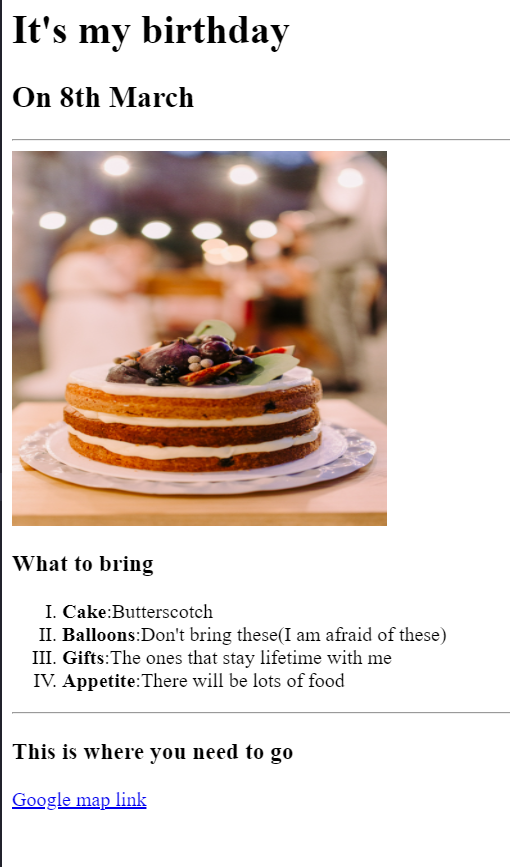 It's my birthday
On 8th March
What to bring
I. Cake:Butterscotch
II. Balloons:Don't bring these(I am afraid of these)
III. Gifts:The ones that stay lifetime with me
IV. Appetite:There will be lots of food
This is where you need to go
Google map link